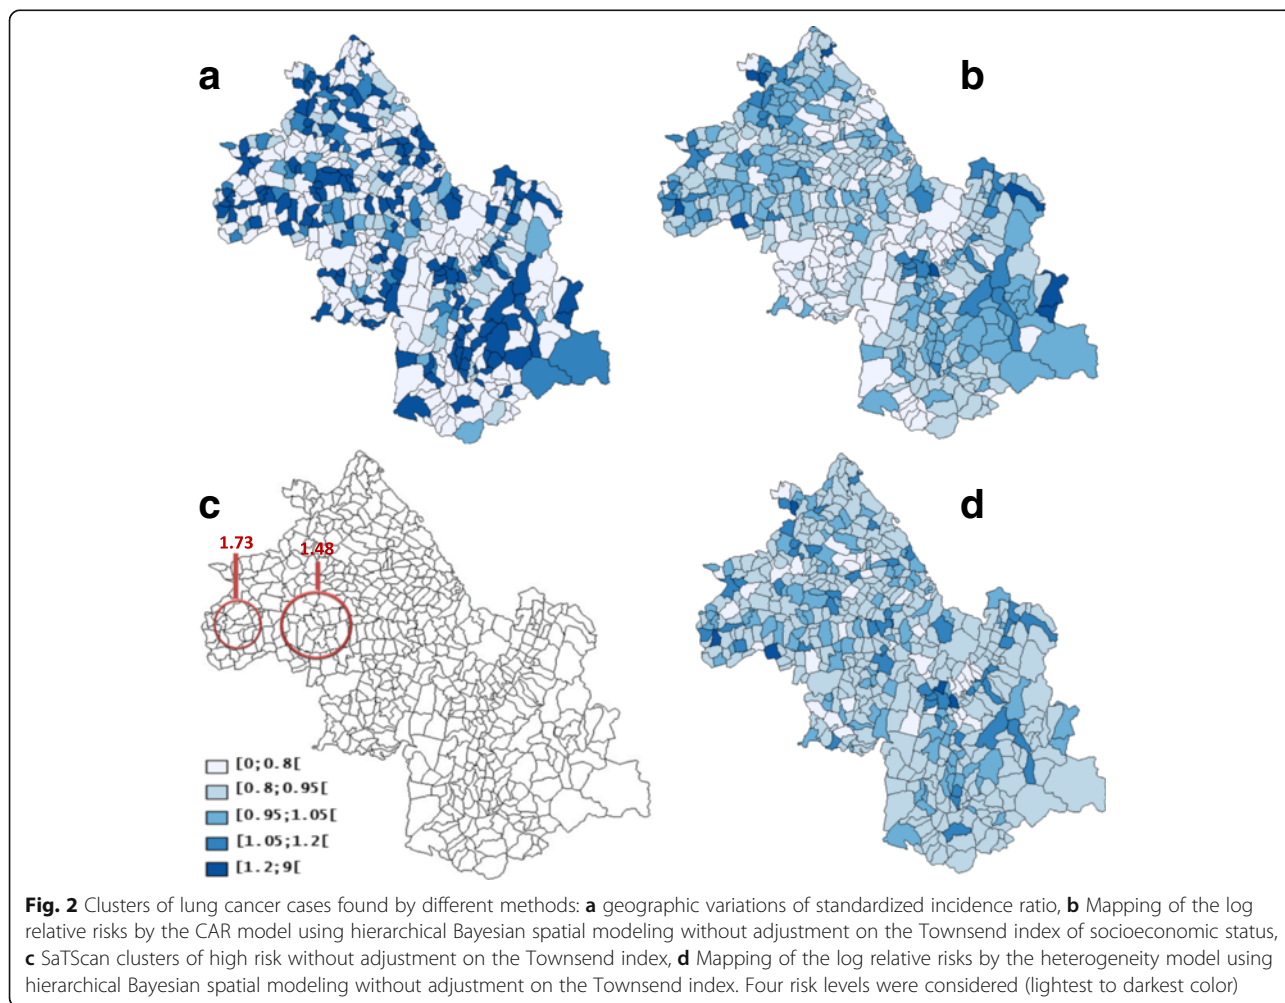 a
b
c
d
1.73
1.48
[0;0.8[
[0.8;0.95[
[0.95;1.05[
[1.05;1.2[
[1.2;9[
Fig. 2 Clusters of lung cancer cases found by different methods: a geographic variations of standardized incidence ratio, b Mapping of the log
relative risks by the CAR model using hierarchical Bayesian spatial modeling without adjustment on the Townsend index of socioeconomic status,
c SaTScan clusters of high risk without adjustment on the Townsend index, d Mapping of the log relative risks by the heterogeneity model using
hierarchical Bayesian spatial modeling without adjustment on the Townsend index. Four risk levels were considered (lightest to darkest color)